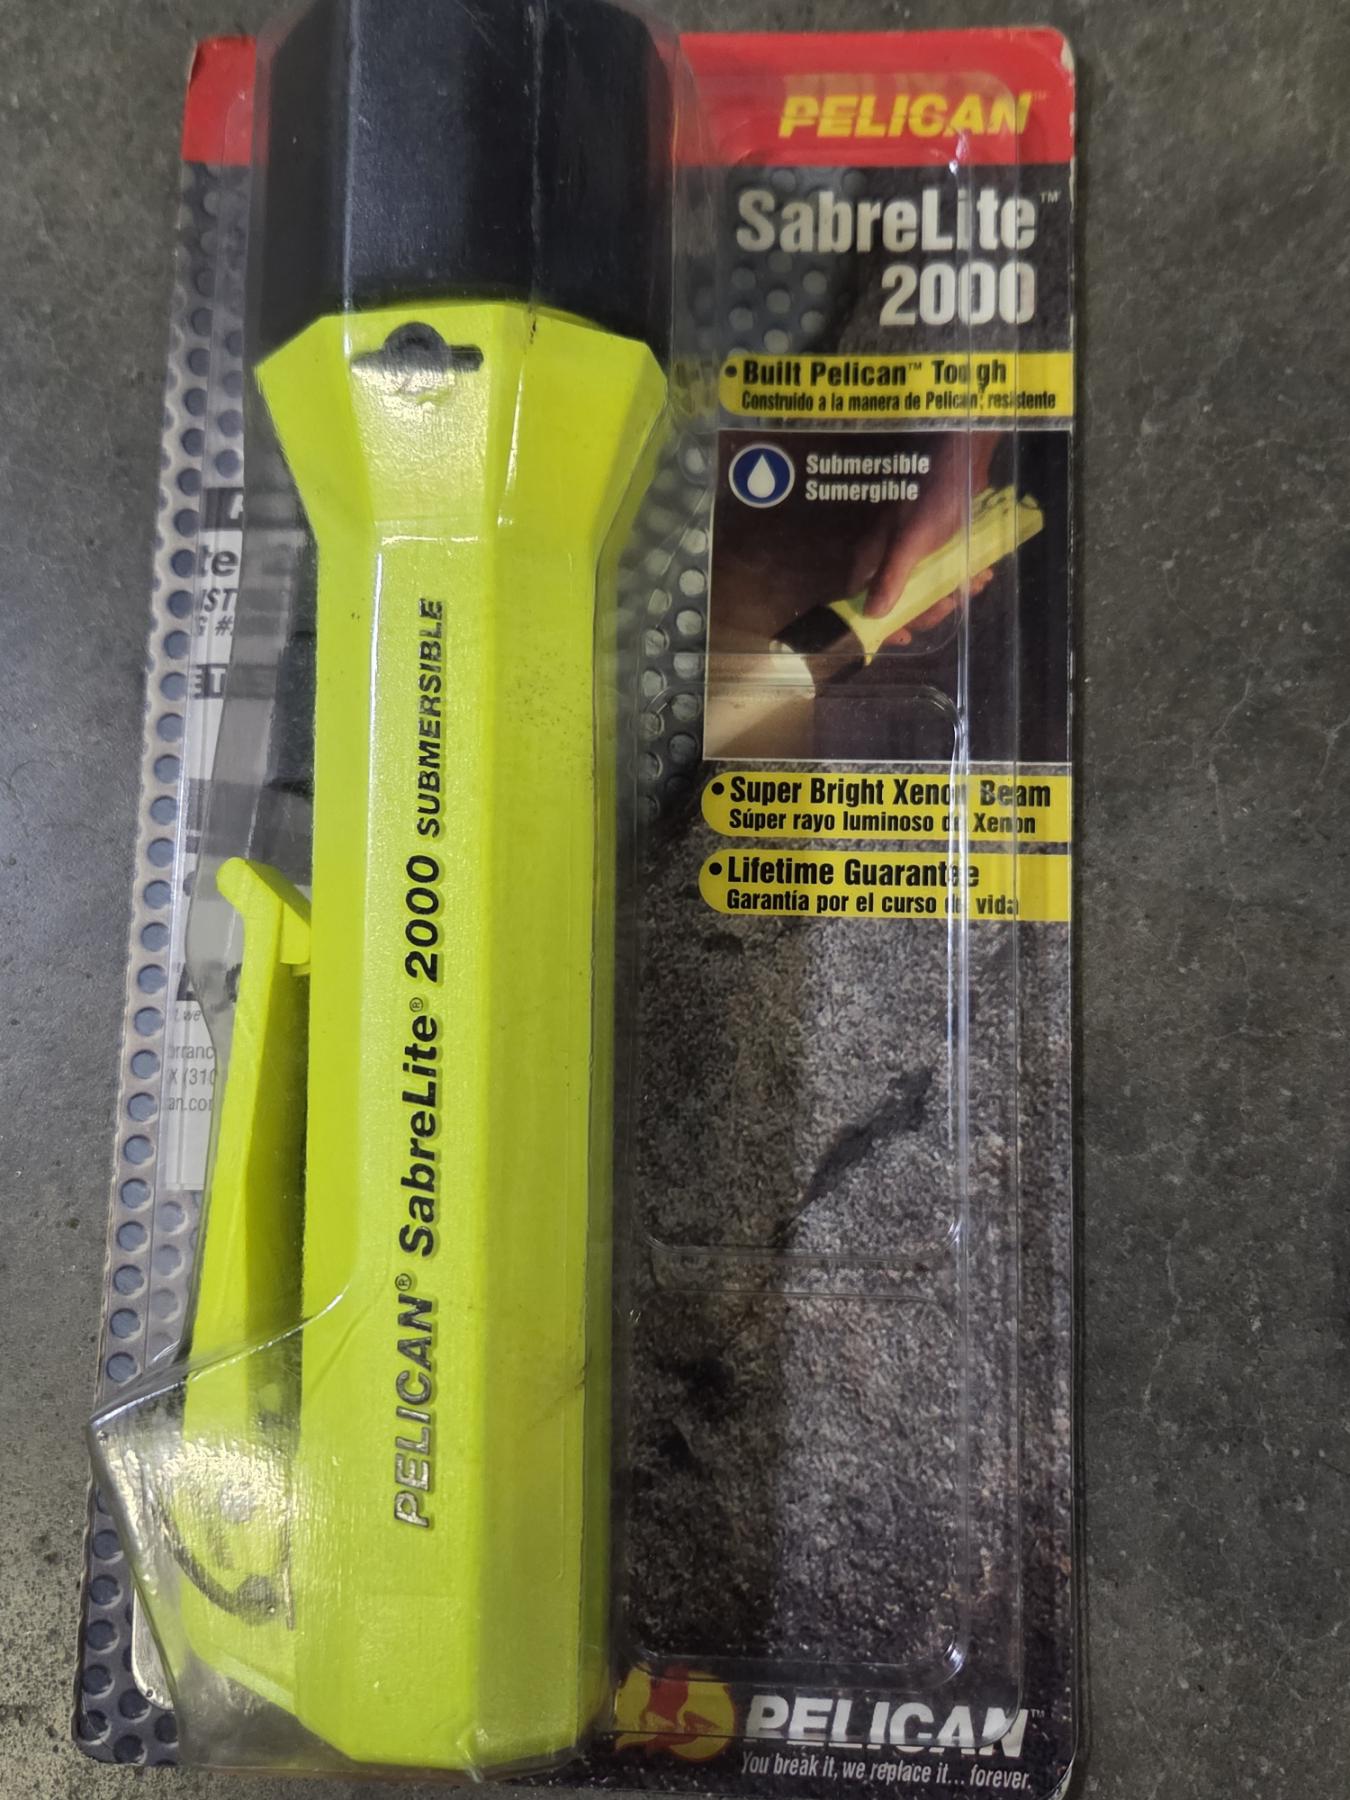 PELICAN™
SabreLite™
2000
• Built Pelican™ Tough
Construido a la manera de Pelican, resistente
Submersible
Sumergible
• Super Bright Xenon Beam
Súper rayo luminoso de Xenon
• Lifetime Guarantee
Garantía por el curso de vida
PELICAN® SabreLite® 2000 SUBMERSIBLE
PELICAN™
You break it, we replace it... forever.